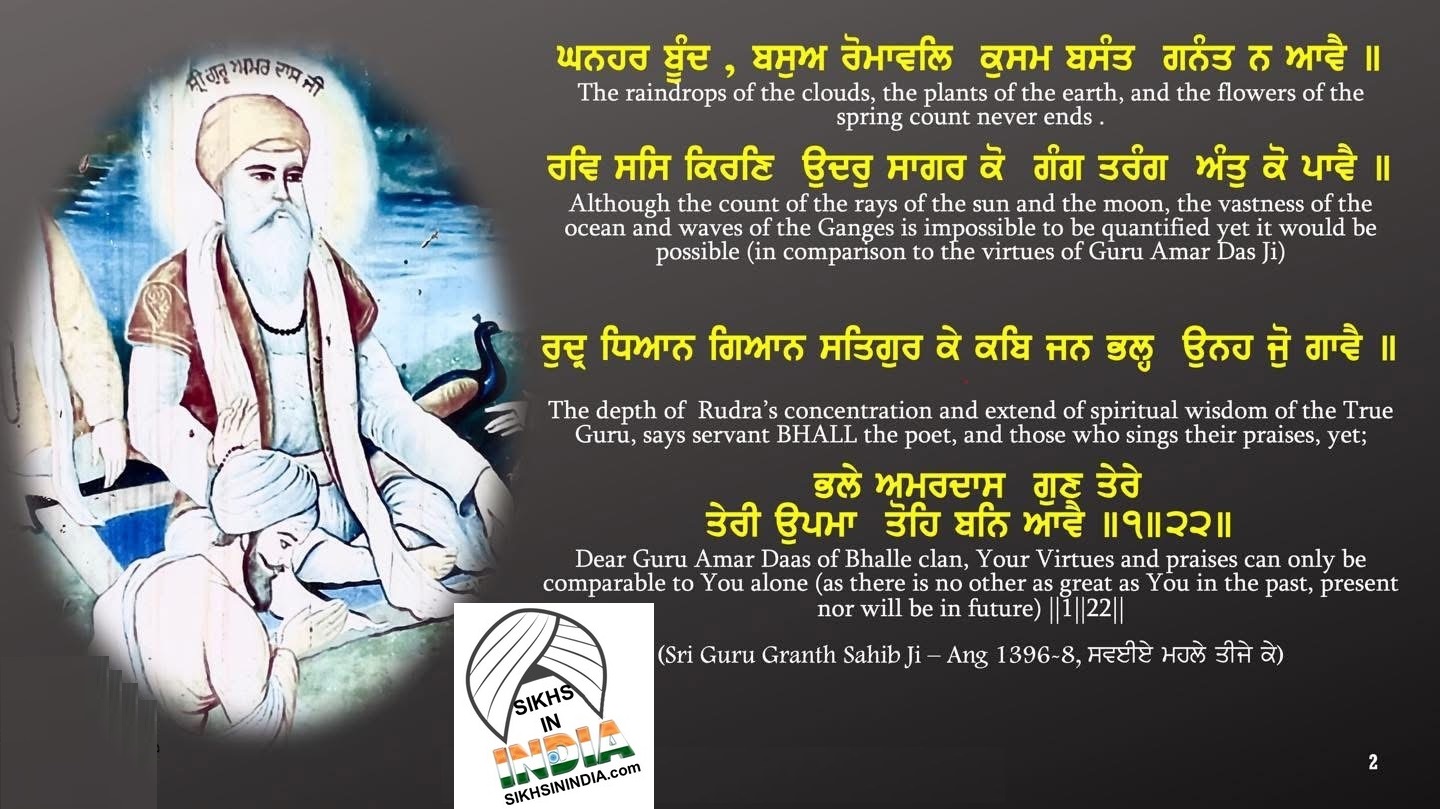 ਸ੍ਰੀ ਗੁਰੂ ਅਮਰ ਦਾਸ ਜੀ
ਘਨਹਰ ਬੂੰਦ , ਬਸੁਅ ਰੋਮਾਵਲਿ ਕੁਸਮ ਬਸੰਤ ਗਨੰਤ ਨ ਆਵੈ ॥
The raindrops of the clouds, the plants of the earth, and the flowers of the
spring count never ends .
ਰਵਿ ਸਸਿ ਕਿਰਣਿ ਉਦਰੁ ਸਾਗਰ ਕੋ ਗੰਗ ਤਰੰਗ ਅੰਤੁ ਕੋ ਪਾਵੈ ॥
Although the count of the rays of the sun and the moon, the vastness of the
ocean and waves of the Ganges is impossible to be quantified yet it would be
possible (in comparison to the virtues of Guru Amar Das Ji)
ਰੁਦ੍ਰ ਧਿਆਨ ਗਿਆਨ ਸਤਿਗੁਰ ਕੇ ਕਬਿ ਜਨ ਭਲ੍ਯ ਉਨਹ ਜੋੁ ਗਾਵੈ ॥
The depth of Rudra's concentration and extend of spiritual wisdom of the True
Guru, says servant BHALL the poet, and those who sings their praises, yet;
ਭਲੇ ਅਮਰਦਾਸ ਗੁਣ ਤੇਰੇ
ਤੇਰੀ ਉਪਮਾ ਤੋਹਿ ਬਨਿ ਆਵੈ ॥੧॥੨੨॥
Dear Guru Amar Daas of Bhalle clan, Your Virtues and praises can only be
comparable to You alone (as there is no other as great as You in the past, present
nor will be in future) ||1||22||
(Sri Guru Granth Sahib Ji – Ang 1396-8, ਸਵਈਏ ਮਹਲੇ ਤੀਜੇ ਕੇ)
SIKHS
IN
INDIA
SIKHSININDIA.com
2